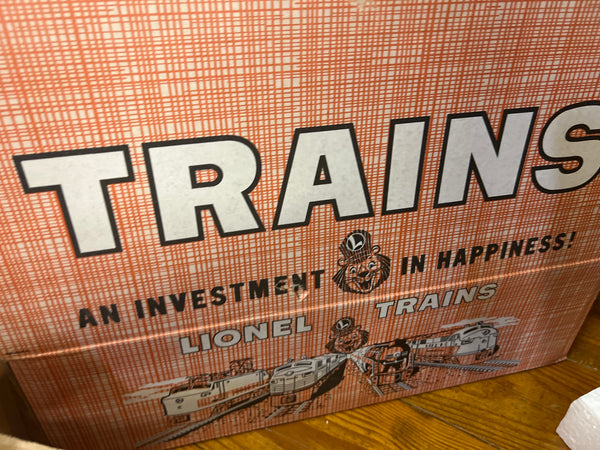 TRAINS
AN INVESTMENT L IN HAPPINESS!
LIONEL L TRAINS